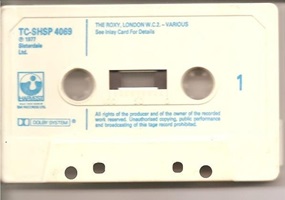 TC-SHSP 4069
℗ 1977
Bistordale
Ltd.
THE ROXY, LONDON W.C.2. – VARIOUS
See Inlay Card For Details
1
HARVEST
DOLBY SYSTEM
All rights of the producer and of the owner of the recorded
work reserved. Unauthorised copying, public performance
and broadcasting of this tape record prohibited.